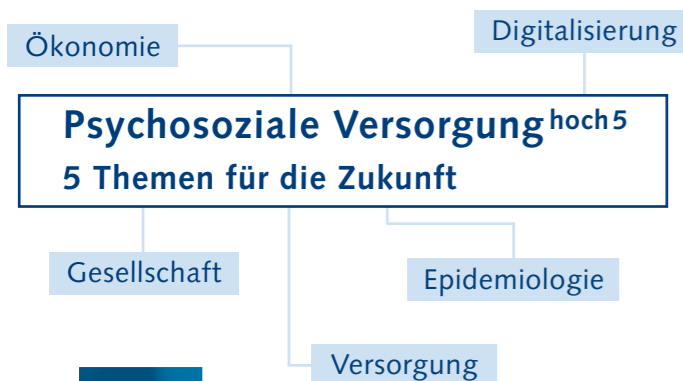 Digitalisierung
Ökonomie
Psychosoziale Versorgung hoch 5
5 Themen für die Zukunft
Gesellschaft
Epidemiologie
Versorgung